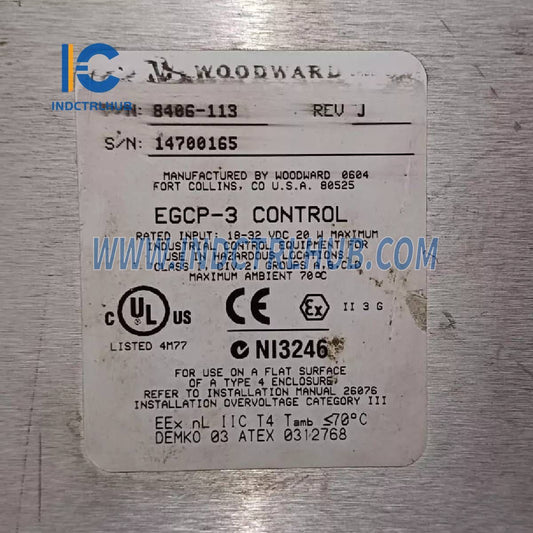 WOODWARD
INDCTRLHUB
N: 8406-113 REV J
S/N: 14700165
MANUFACTURED BY WOODWARD 0604
FORT COLLINS, CO U.S.A. 80525
EGCP-3 CONTROL
RATED INPUT: 18-32 VDC 20 W MAXIMUM
INDUSTRIAL CONTROL EQUIPMENT FOR
USE IN HAZARDOUS LOCATIONS.
WWW.INDCTRLHUB.COM
CLASS I, DIV 2, GROUPS A,B,C,D
MAXIMUM AMBIENT 70°C
C UL US
CE
Ex
II 3 G
LISTED 4M77
NI3246
FOR USE ON A FLAT SURFACE
OF A TYPE 4 ENCLOSURE
REFER TO INSTALLATION MANUAL 26076
INSTALLATION OVERVOLTAGE CATEGORY III
EEx nL IIC T4 Tamb ≤70°C
DEMKO 03 ATEX 0312768